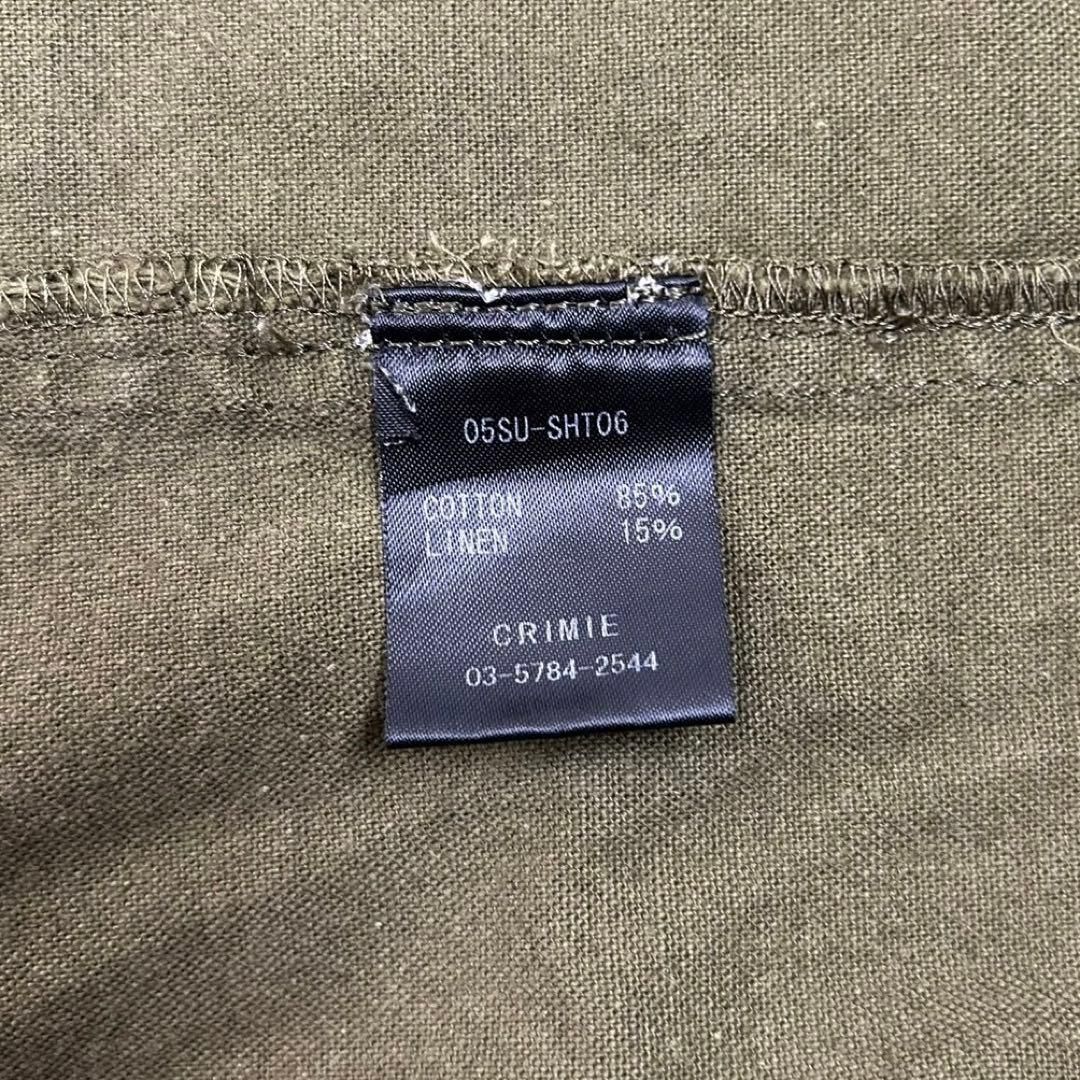 05SU-SHT06
COTTON 85%
LINEN 15%
CRIMIE
03-5784-2544